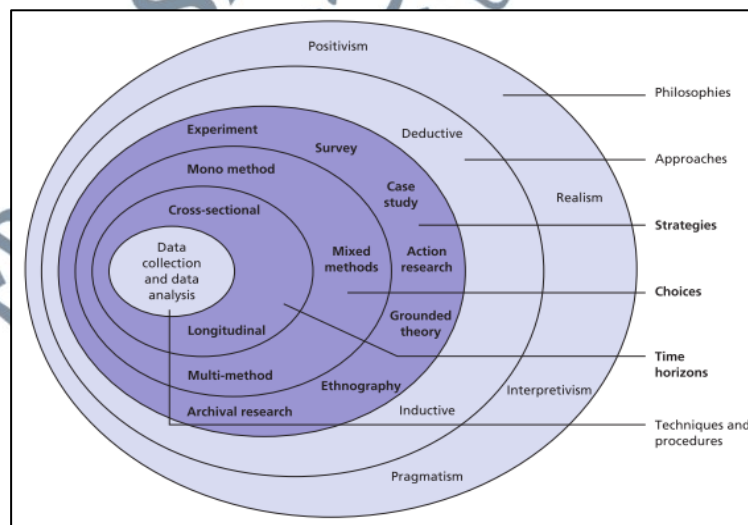 Positivism
Philosophies
Deductive
Experiment
Survey
Approaches
Mono method
Case
study
Realism
Cross-sectional
Strategies
Data
collection
and data
analysis
Mixed
methods
Action
research
Choices
Grounded
theory
Longitudinal
Time
horizons
Multi-method
Ethnography
Interpretivism
Archival research
Inductive
Techniques and
procedures
Pragmatism